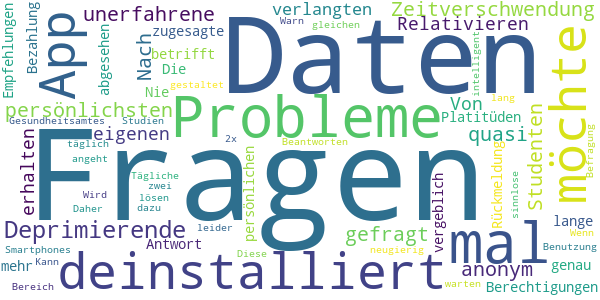 Empfehlungen
Bezahlung
App
abgesehen
unerfahrene
zugesagte
Nach
betrifft
Die
Nie
gestaltet
verlangten
Warn
gleichen
Zeitverschwendung
Relativieren
intelligent
Daten
möchte
persönlichsten
Gesundheitsamtes
Studien
eigenen
täglich
angeht
Probleme
2x
Beantworten
Von
Platitüden
quasi
lang
Befragung
Studenten
Fragen
erhalten
Tägliche
zwei
Wird
lösen
Daher
dazu
persönlichen
Diese
vergeblich
Rückmeldung
sinnlose
Deprimierende
leider
gefragt
neugierig
mal
lange
Wenn
Smartphones
Kann
mehr
Bereich
Antwort
deinstalliert
anonym
warten
Benutzung
genau
Berechtigungen